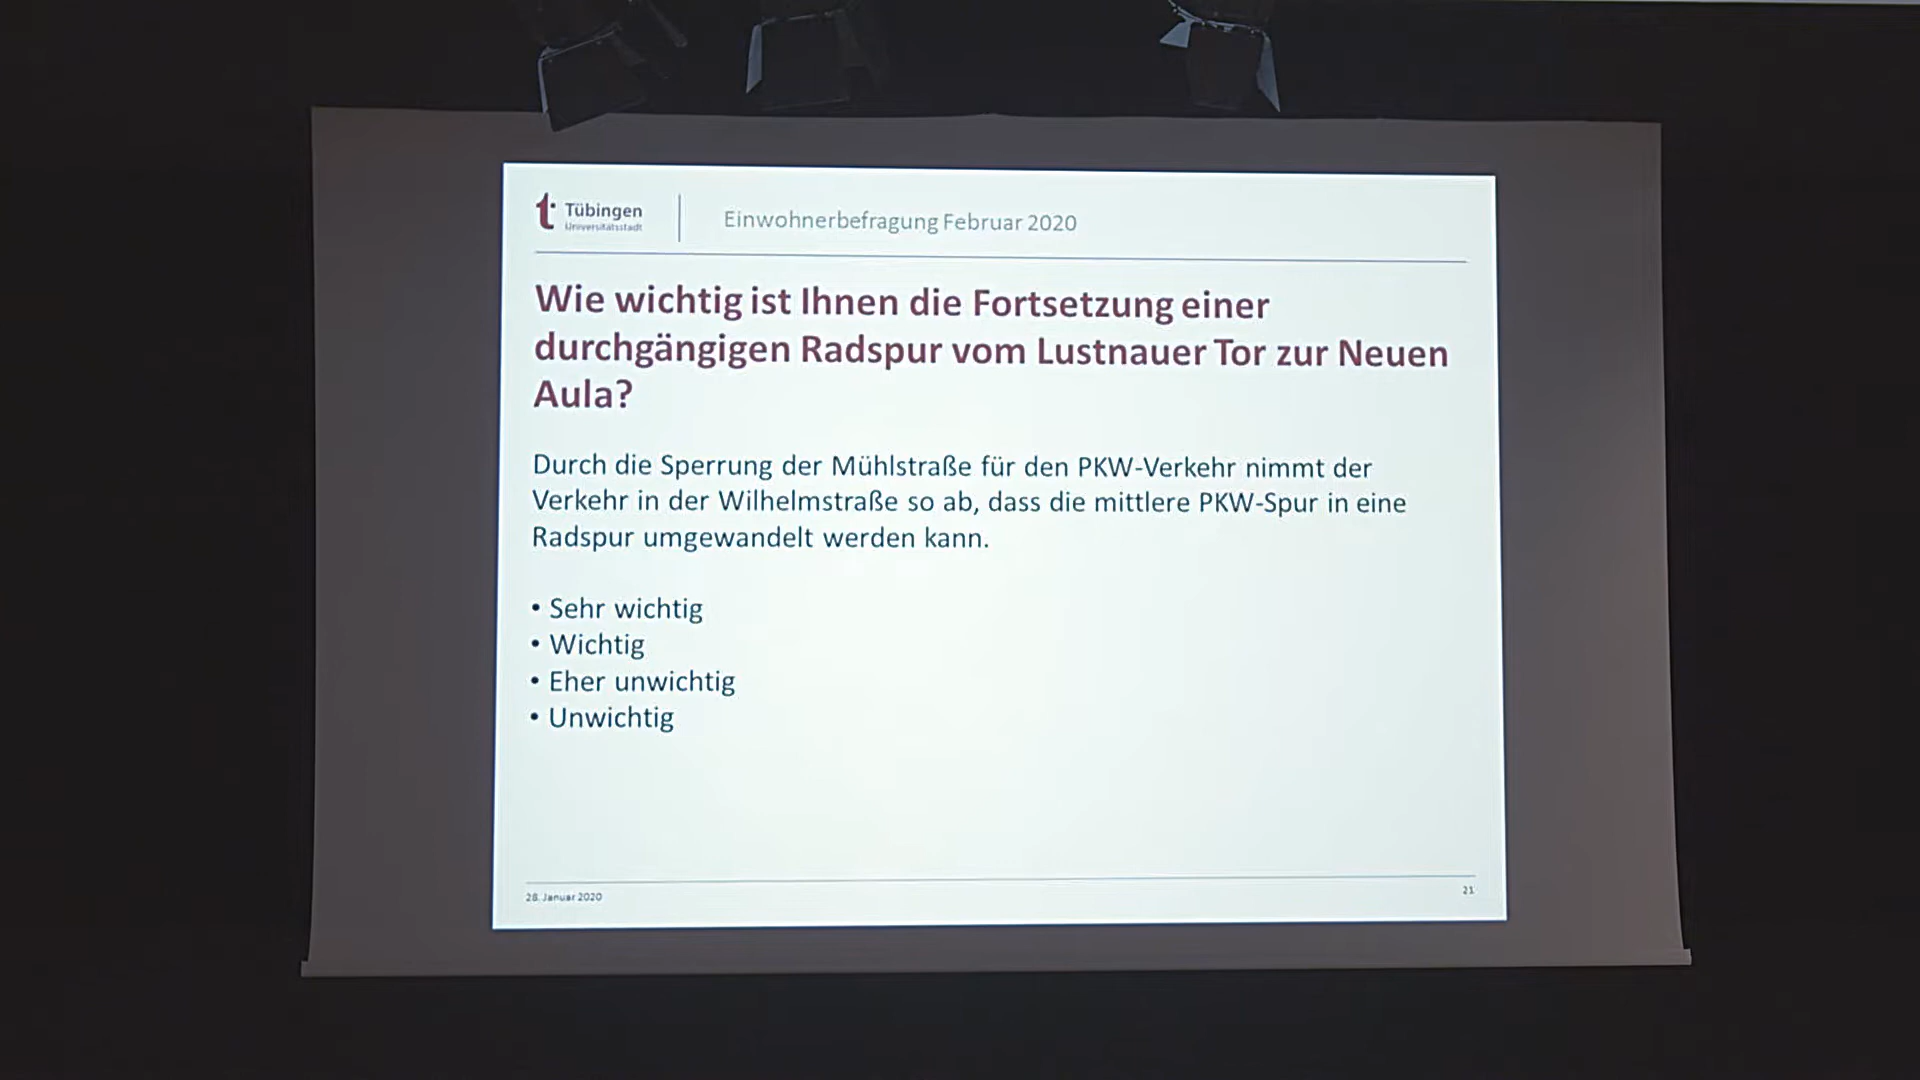 Tübingen
Universitätsstadt
Einwohnerbefragung Februar 2020
Wie wichtig ist Ihnen die Fortsetzung einer
durchgängigen Radspur vom Lustnauer Tor zur Neuen
Aula?
Durch die Sperrung der Mühlstraße für den PKW-Verkehr nimmt der
Verkehr in der Wilhelmstraße so ab, dass die mittlere PKW-Spur in eine
Radspur umgewandelt werden kann.
• Sehr wichtig
• Wichtig
• Eher unwichtig
• Unwichtig
28. Januar 2020
21